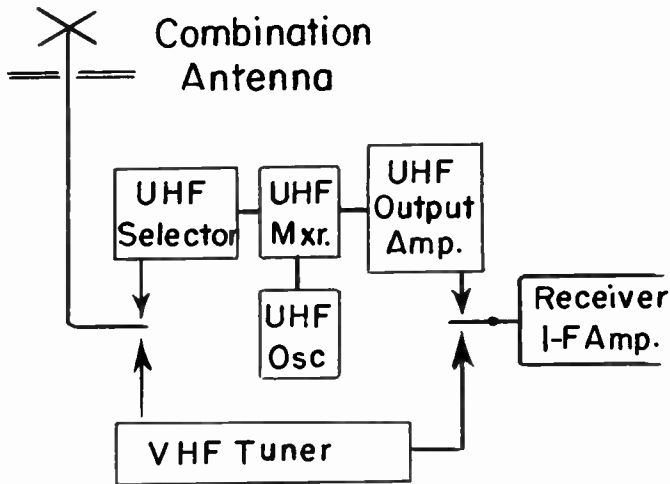 Combination
Antenna
UHF
Selector
UHF
Mxr.
UHF
Output
Amp.
UHF
Osc
Receiver
I-F Amp.
VHF Tuner